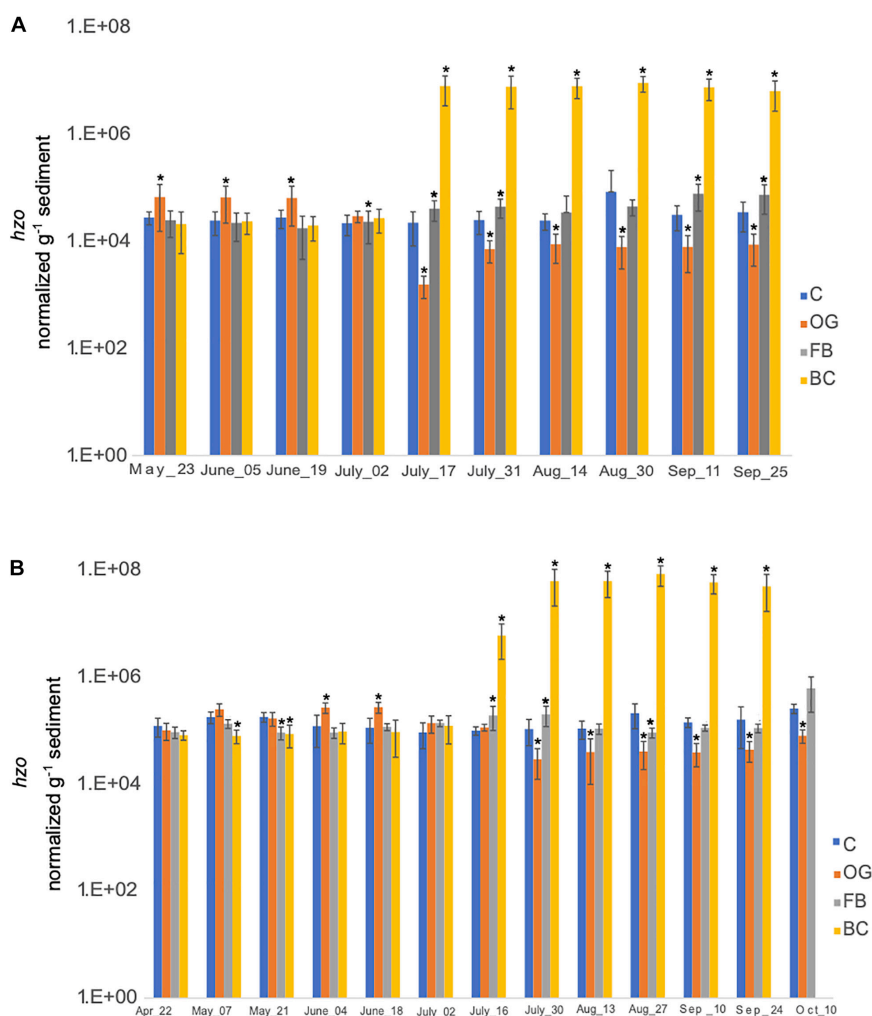 A
1.E+08
1.E+06
1.E+04
1.E+02
1.E+00
hzo
normalized g-1 sediment
* * * * * * * * * * * * * * * * * * * *
C
OG
FB
BC
May_23 June_05 June_19 July_02 July_17 July_31 Aug_14 Aug_30 Sep_11 Sep_25
B
1.E+08
1.E+06
1.E+04
1.E+02
1.E+00
hzo
normalized g-1 sediment
* * * * * * * * * * * * * * * * * * * *
C
OG
FB
BC
Apr_22 May_07 May_21 June_04 June_18 July_02 July_16 July_30 Aug_13 Aug_27 Sep_10 Sep_24 Oct_10